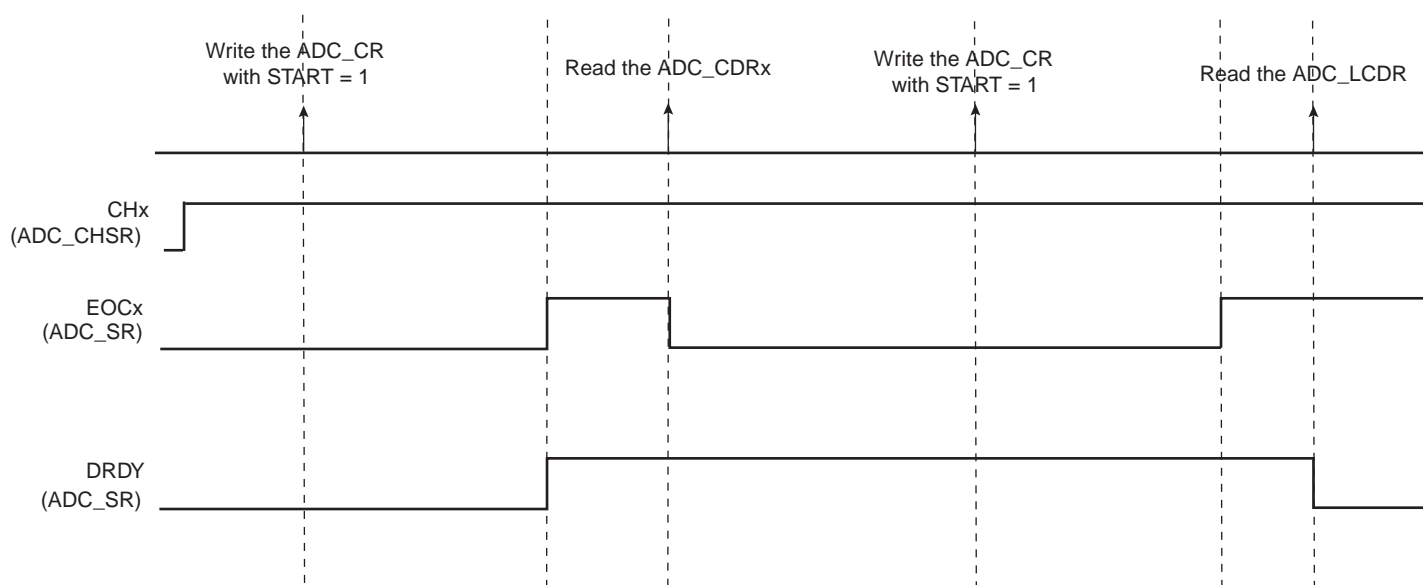 Write the ADC_CR
with START = 1
Read the ADC_CDRx
Write the ADC_CR
with START = 1
Read the ADC_LCDR
CHx
(ADC_CHSR)
EOCx
(ADC_SR)
DRDY
(ADC_SR)